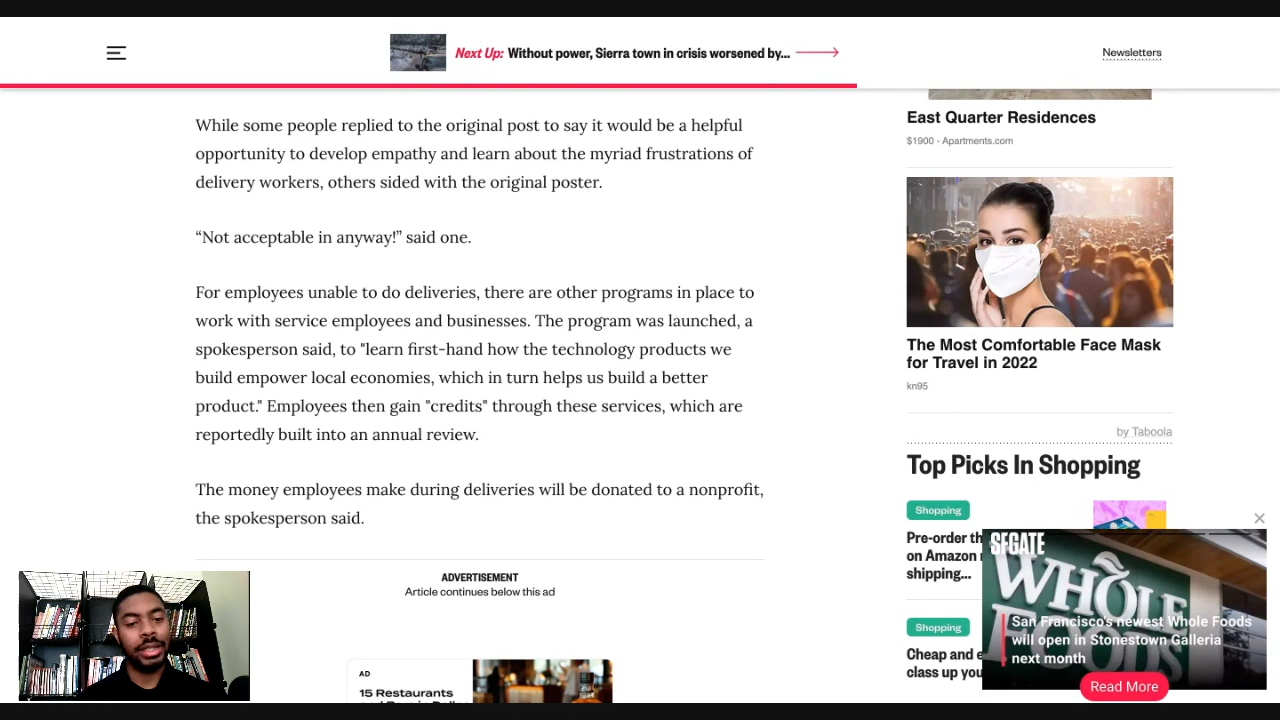 Next Up: Without power, Sierra town in crisis worsened by...
Newsletters
While some people replied to the original post to say it would be a helpful
opportunity to develop empathy and learn about the myriad frustrations of
delivery workers, others sided with the original poster.
“Not acceptable in anyway!” said one.
For employees unable to do deliveries, there are other programs in place to
work with service employees and businesses. The program was launched, a
spokesperson said, to "learn first-hand how the technology products we
build empower local economies, which in turn helps us build a better
product." Employees then gain "credits" through these services, which are
reportedly built into an annual review.
The money employees make during deliveries will be donated to a nonprofit,
the spokesperson said.
ADVERTISEMENT
Article continues below this ad
AD
15 Restaurants
East Quarter Residences
$1900 - Apartments.com
The Most Comfortable Face Mask
for Travel in 2022
kn95
by Taboola
Top Picks In Shopping
Shopping
Pre-order th
on Amazon
shipping...
Shopping
Cheap and e
class up you
SFGATE
WHOLE
FOODS
San Francisco's newest Whole Foods
will open in Stonestown Galleria
next month
Read More